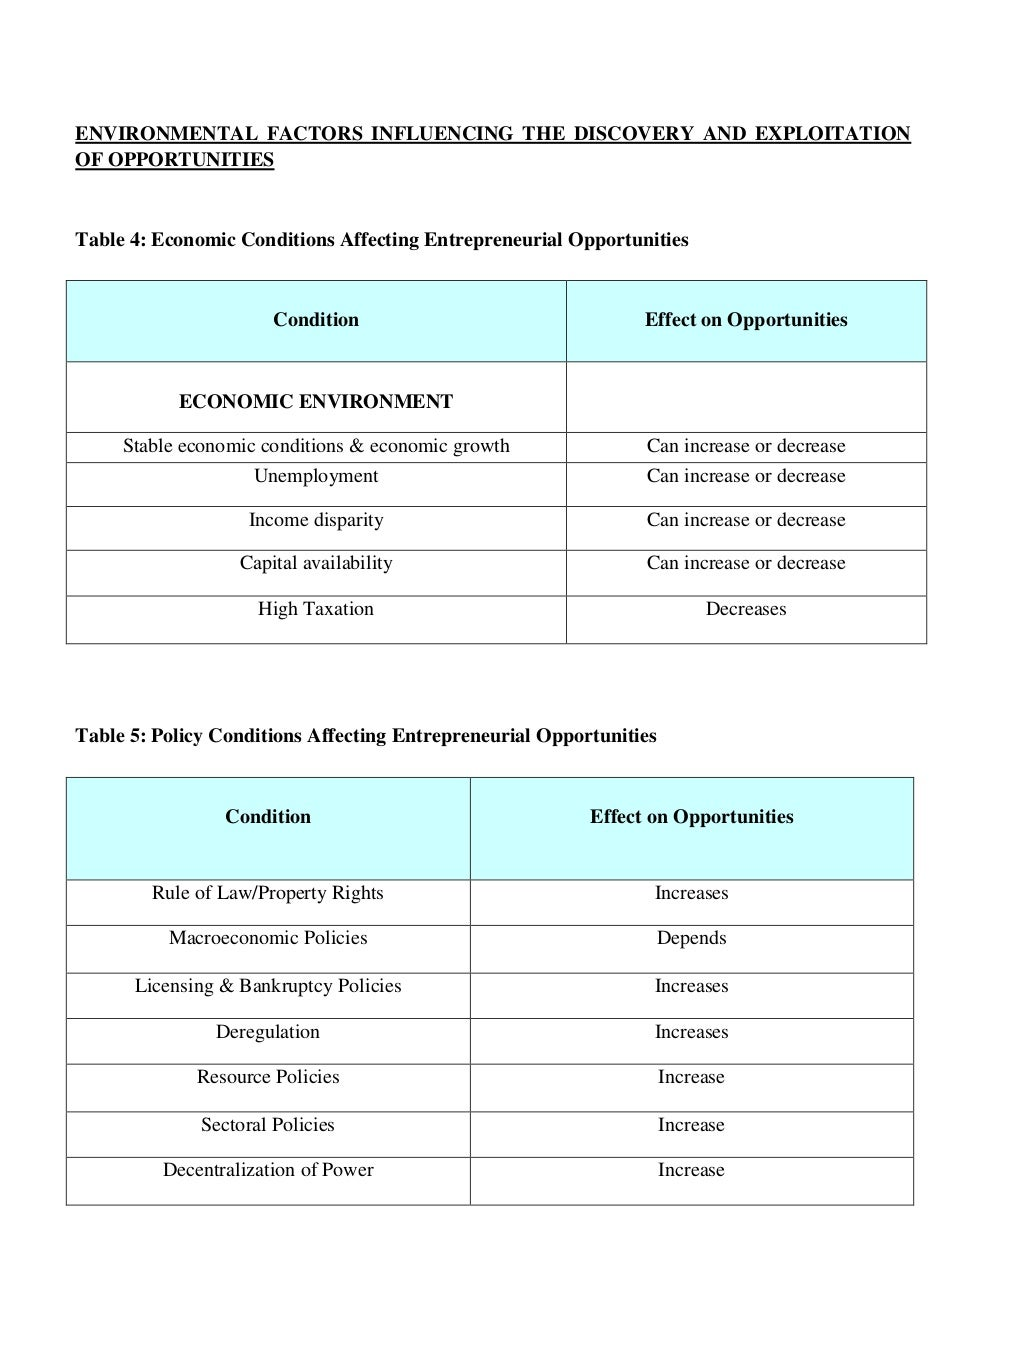 ENVIRONMENTAL FACTORS INFLUENCING THE DISCOVERY AND EXPLOITATION
OF OPPORTUNITIES
Table 4: Economic Conditions Affecting Entrepreneurial Opportunities
Condition Effect on Opportunities
ECONOMIC ENVIRONMENT
Stable economic conditions & economic growth Can increase or decrease
Unemployment Can increase or decrease
Income disparity Can increase or decrease
Capital availability Can increase or decrease
High Taxation Decreases
Table 5: Policy Conditions Affecting Entrepreneurial Opportunities
Condition Effect on Opportunities
Rule of Law/Property Rights Increases
Macroeconomic Policies Depends
Licensing & Bankruptcy Policies Increases
Deregulation Increases
Resource Policies Increase
Sectoral Policies Increase
Decentralization of Power Increase